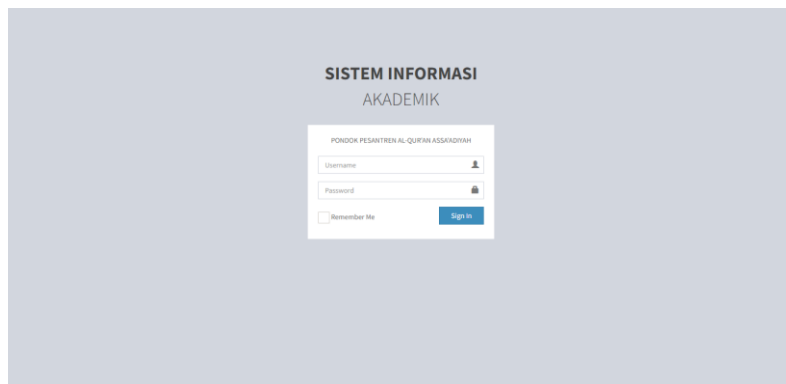 SISTEM INFORMASI
AKADEMIK
PONDOK PESANTREN AL-QUR'AN ASSA'ADIYAH
Username
Password
Remember Me
Sign In